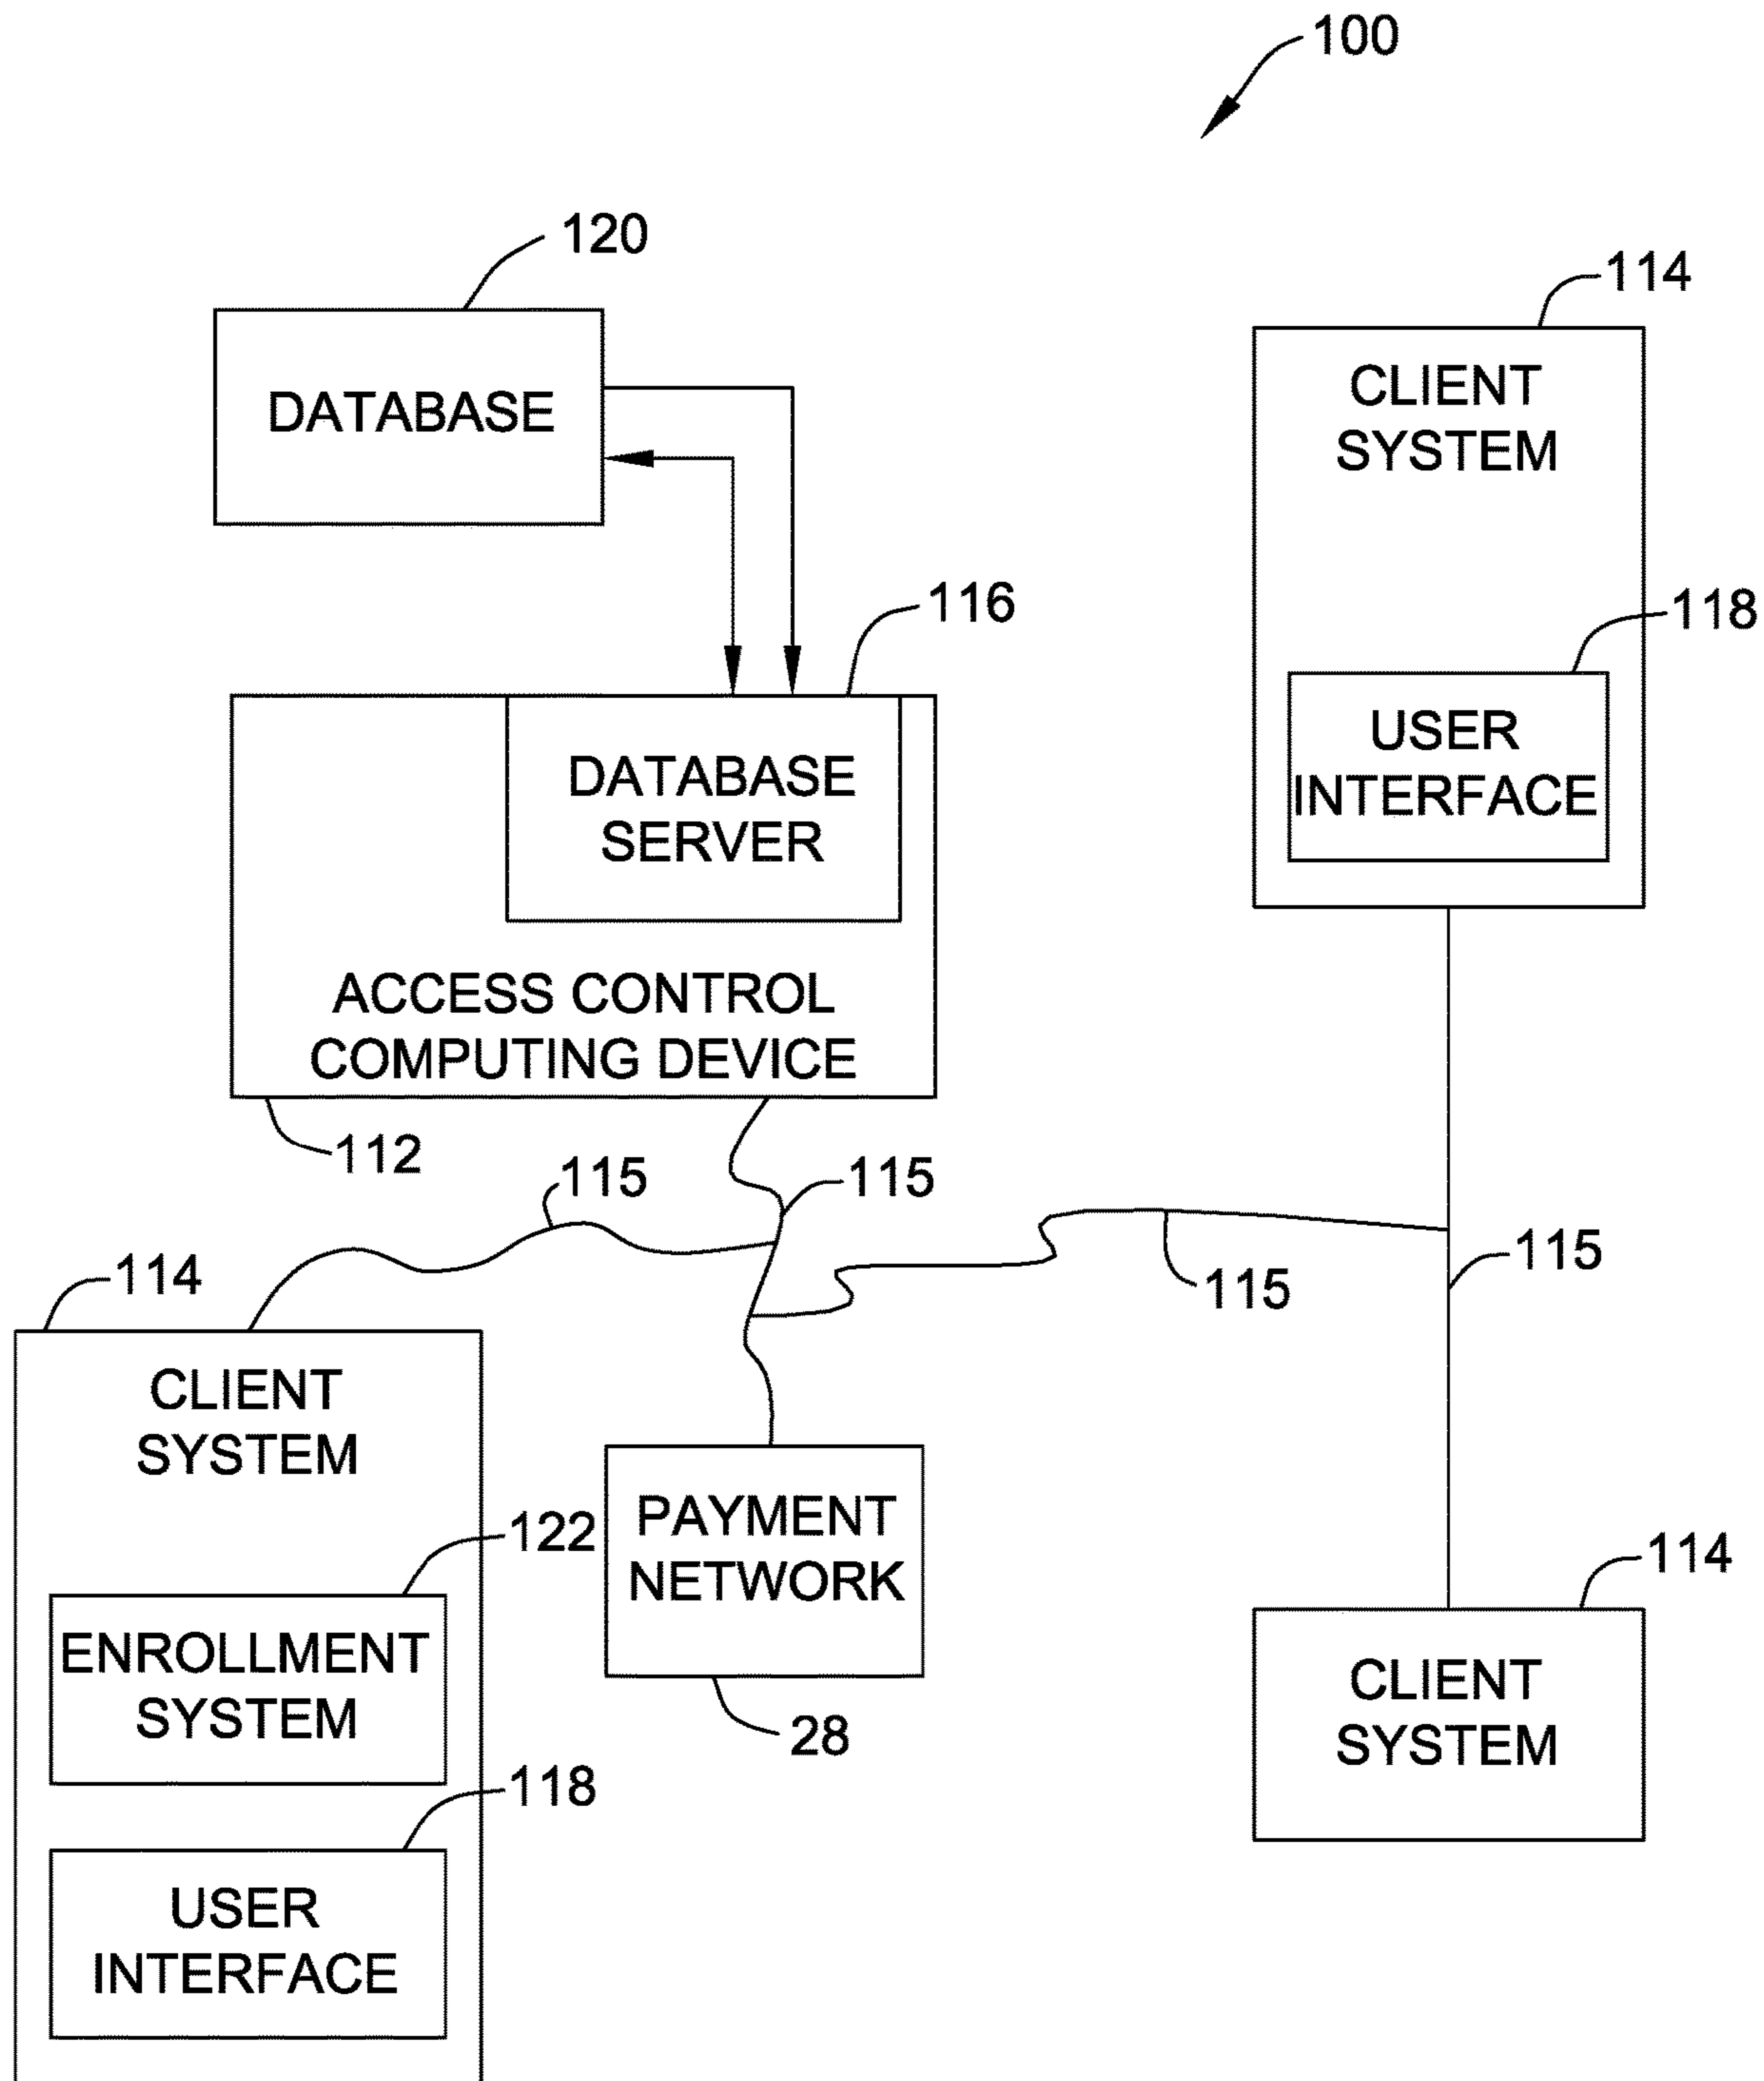 100
120
DATABASE
114
CLIENT
SYSTEM
118
USER
INTERFACE
116
DATABASE
SERVER
ACCESS CONTROL
COMPUTING DEVICE
112
115
115
115
115
114
CLIENT
SYSTEM
122
ENROLLMENT
SYSTEM
118
USER
INTERFACE
PAYMENT
NETWORK
28
114
CLIENT
SYSTEM